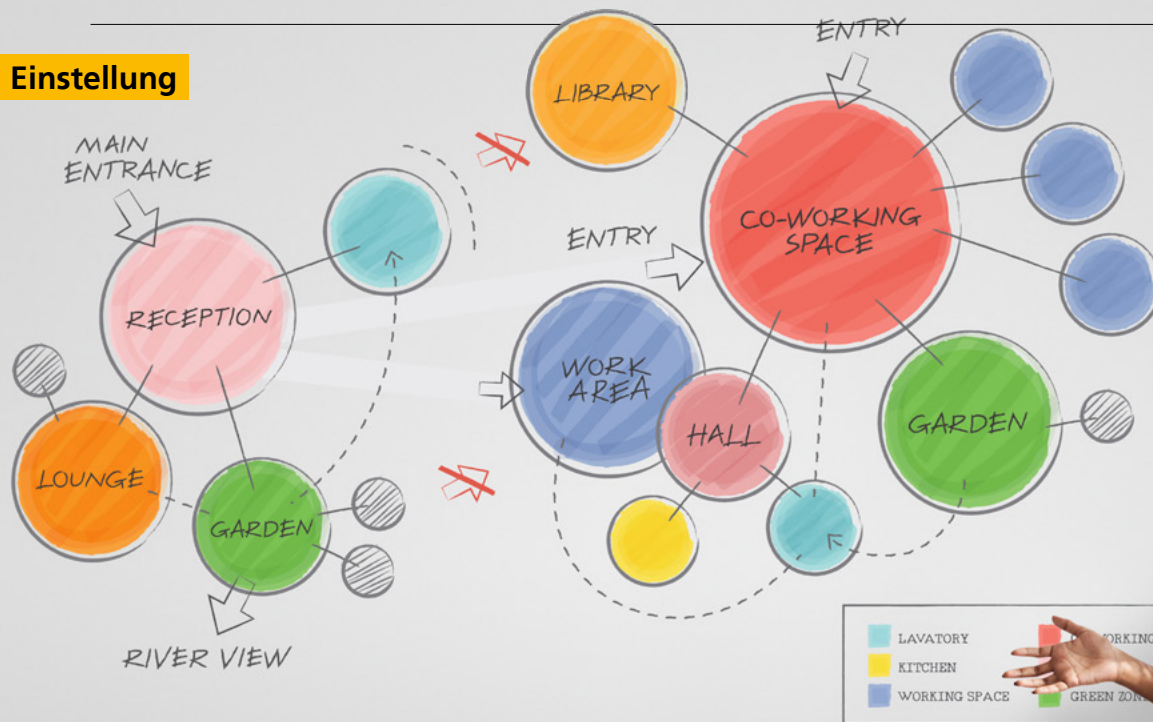 Einstellung
ENTRY
LIBRARY
MAIN
ENTRANCE
CO-WORKING
SPACE
ENTRY
RECEPTION
WORK
AREA
HALL
GARDEN
LOUNGE
GARDEN
RIVER VIEW
LAVATORY
KITCHEN
WORKING SPACE
GREEN